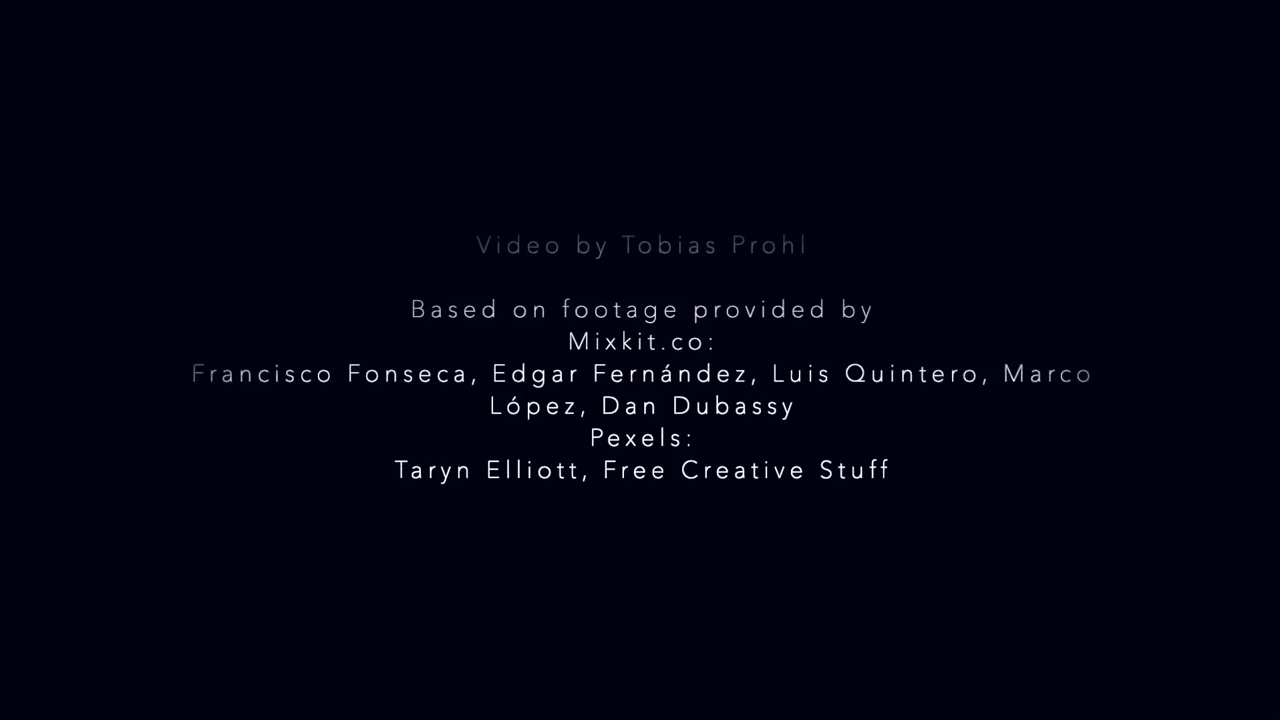 Video by Tobias Prohl
Based on footage provided by
Mixkit.co:
Francisco Fonseca, Edgar Fernández, Luis Quintero, Marco
López, Dan Dubassy
Pexels:
Taryn Elliott, Free Creative Stuff